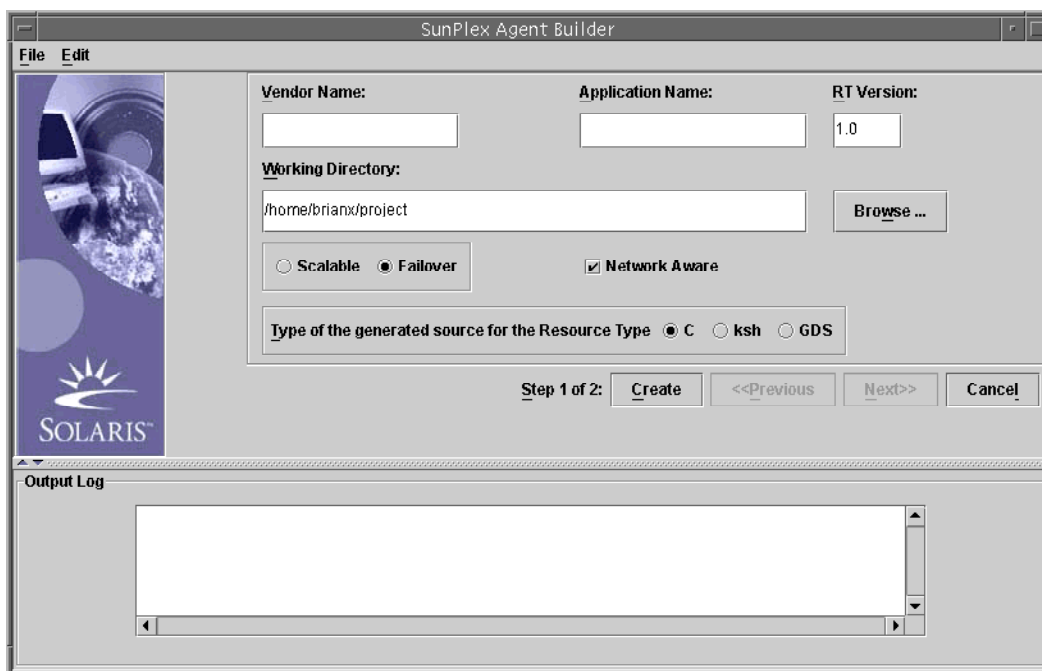 SunPlex Agent Builder
File Edit
Vendor Name: Application Name: RT Version:
1.0
Working Directory:
/home/brianx/project Browse ...
Scalable Failover Network Aware
Type of the generated source for the Resource Type C ksh GDS
Step 1 of 2: Create <<Previous Next>> Cancel
SOLARIS™
Output Log